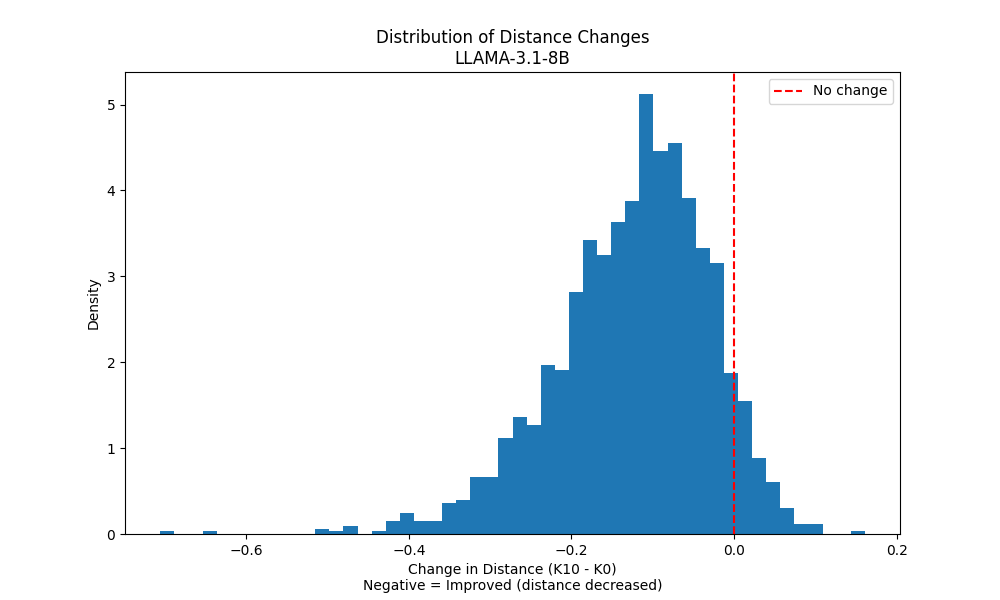 Distribution of Distance Changes
LLAMA-3.1-8B
No change
5
4
3
2
1
0
Density
−0.6
−0.4
−0.2
0.0
0.2
Change in Distance (K10 - K0)
Negative = Improved (distance decreased)